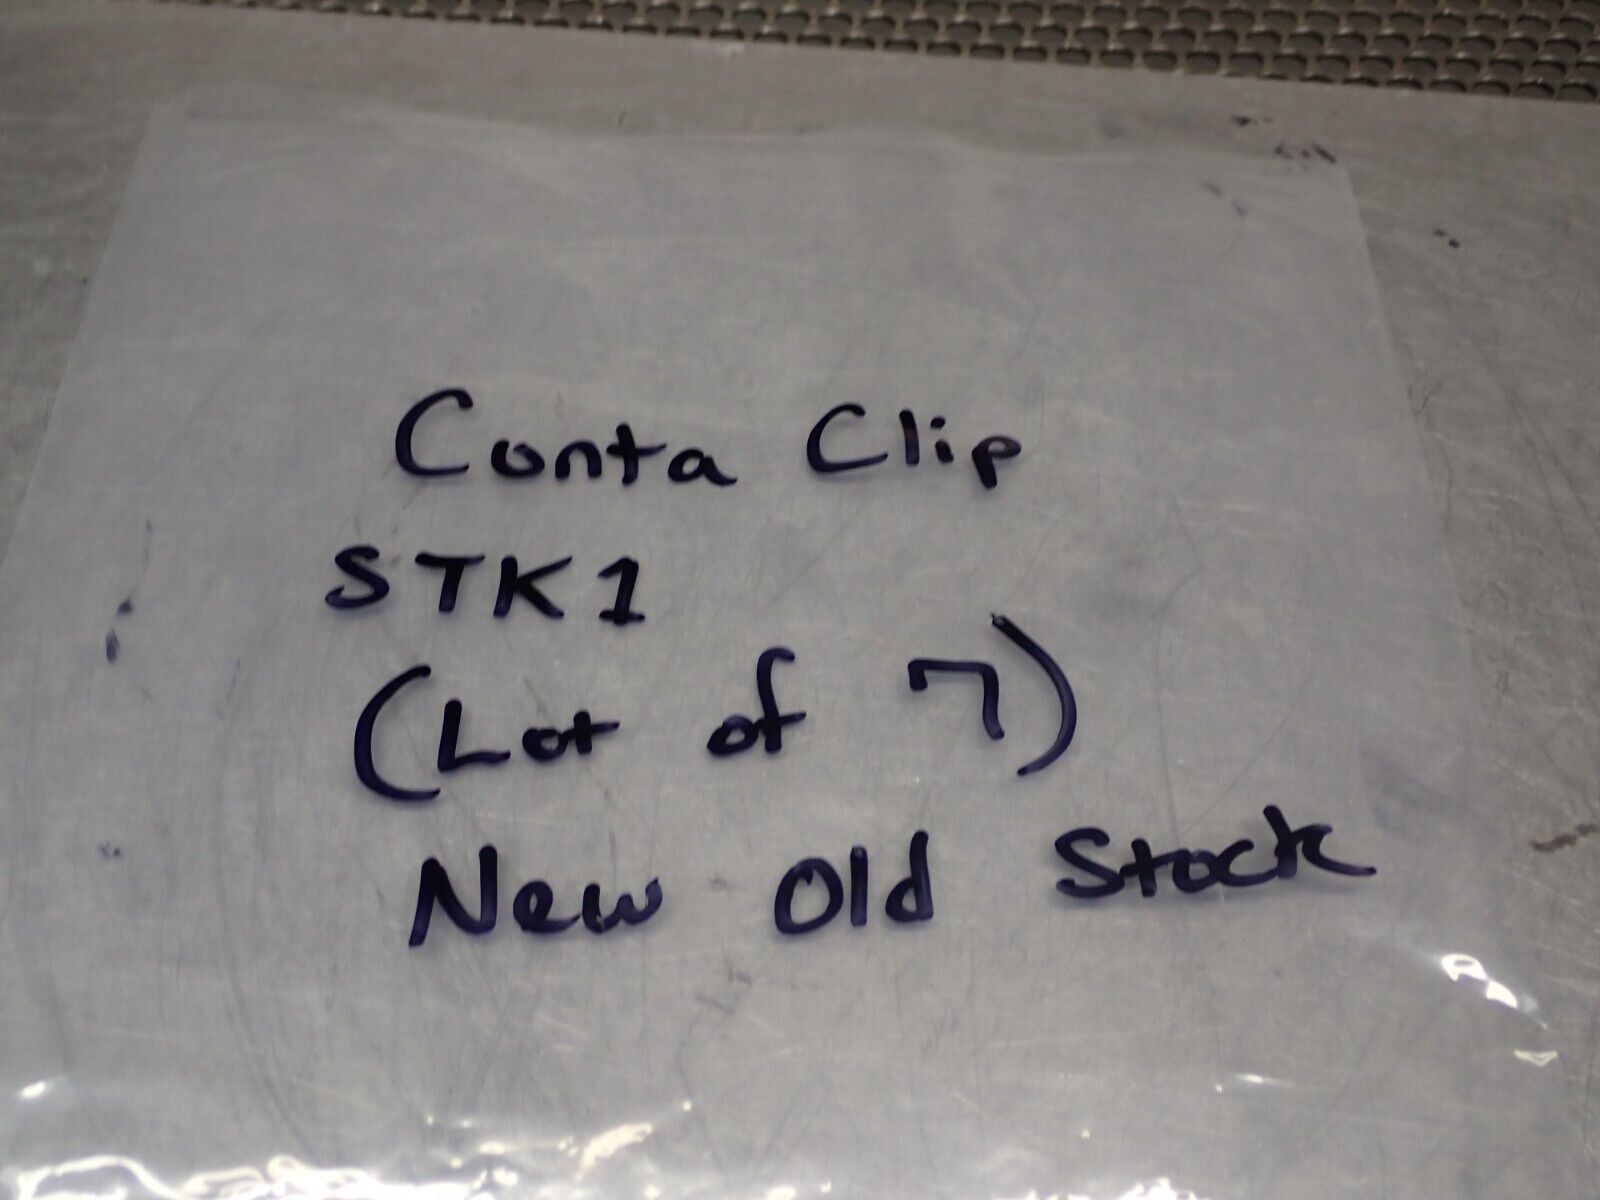 Conta Clip
STK1
(Lot of 7)
New Old Stock